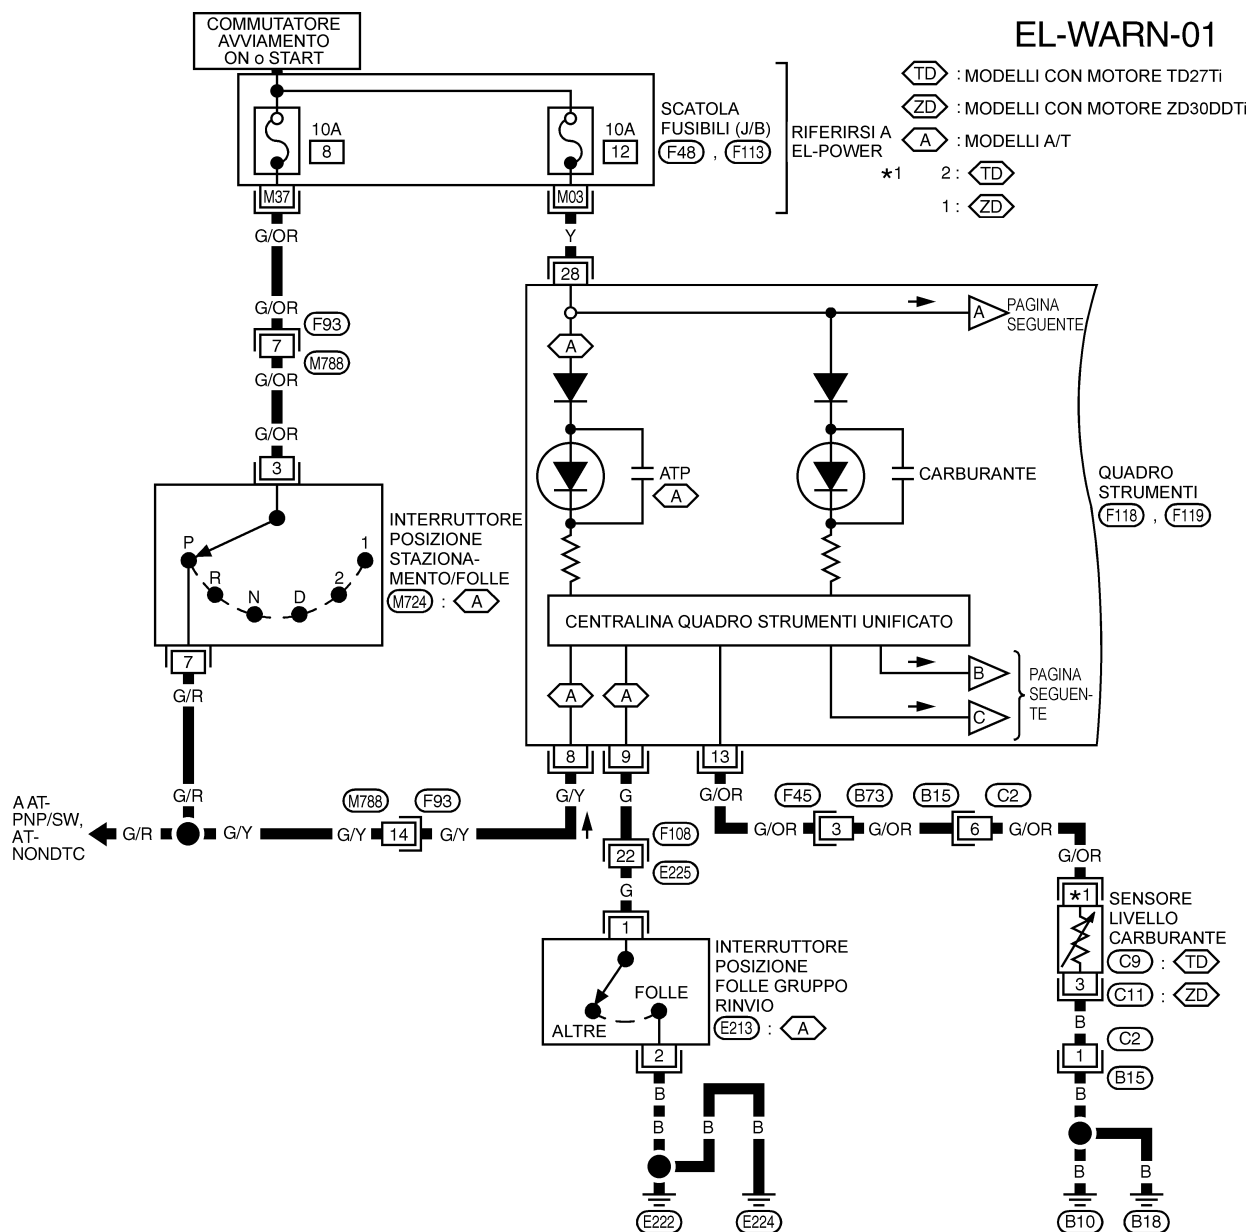 EL-WARN-01
COMMUTATORE
AVVIAMENTO
ON o START
TD : MODELLI CON MOTORE TD27Ti
ZD : MODELLI CON MOTORE ZD30DDTi
A : MODELLI A/T
*1 2 : TD
1 : ZD
10A
8
10A
12
SCATOLA
FUSIBILI (J/B)
F48 , F113
RIFERIRSI A
EL-POWER
M37
M03
G/OR
Y
28
G/OR
F93
7
M788
G/OR
G/OR
3
A
PAGINA
SEGUENTE
A
ATP
A
CARBURANTE
QUADRO
STRUMENTI
F118 , F119
INTERRUTTORE
POSIZIONE
STAZIONA-
MENTO/FOLLE
M724 : A
P
R
N
D
2
1
7
CENTRALINA QUADRO STRUMENTI UNIFICATO
A
A
B
C
PAGINA
SEGUEN-
TE
G/R
8
9
13
G/R
G/Y
G
G/OR
A AT-
PNP/SW,
AT-
NONDTC
G/R
G/Y
G/Y
M788
14
F93
G/Y
F108
22
E225
G
1
F45
B73
B15
C2
G/OR
3
G/OR
6
G/OR
G/OR
*1
SENSORE
LIVELLO
CARBURANTE
C9 : TD
C11 : ZD
3
B
C2
1
B15
B
INTERRUTTORE
POSIZIONE
FOLLE GRUPPO
RINVIO
E213 : A
FOLLE
ALTRE
2
B
B
B
B
B
B
E222
E224
B10
B18